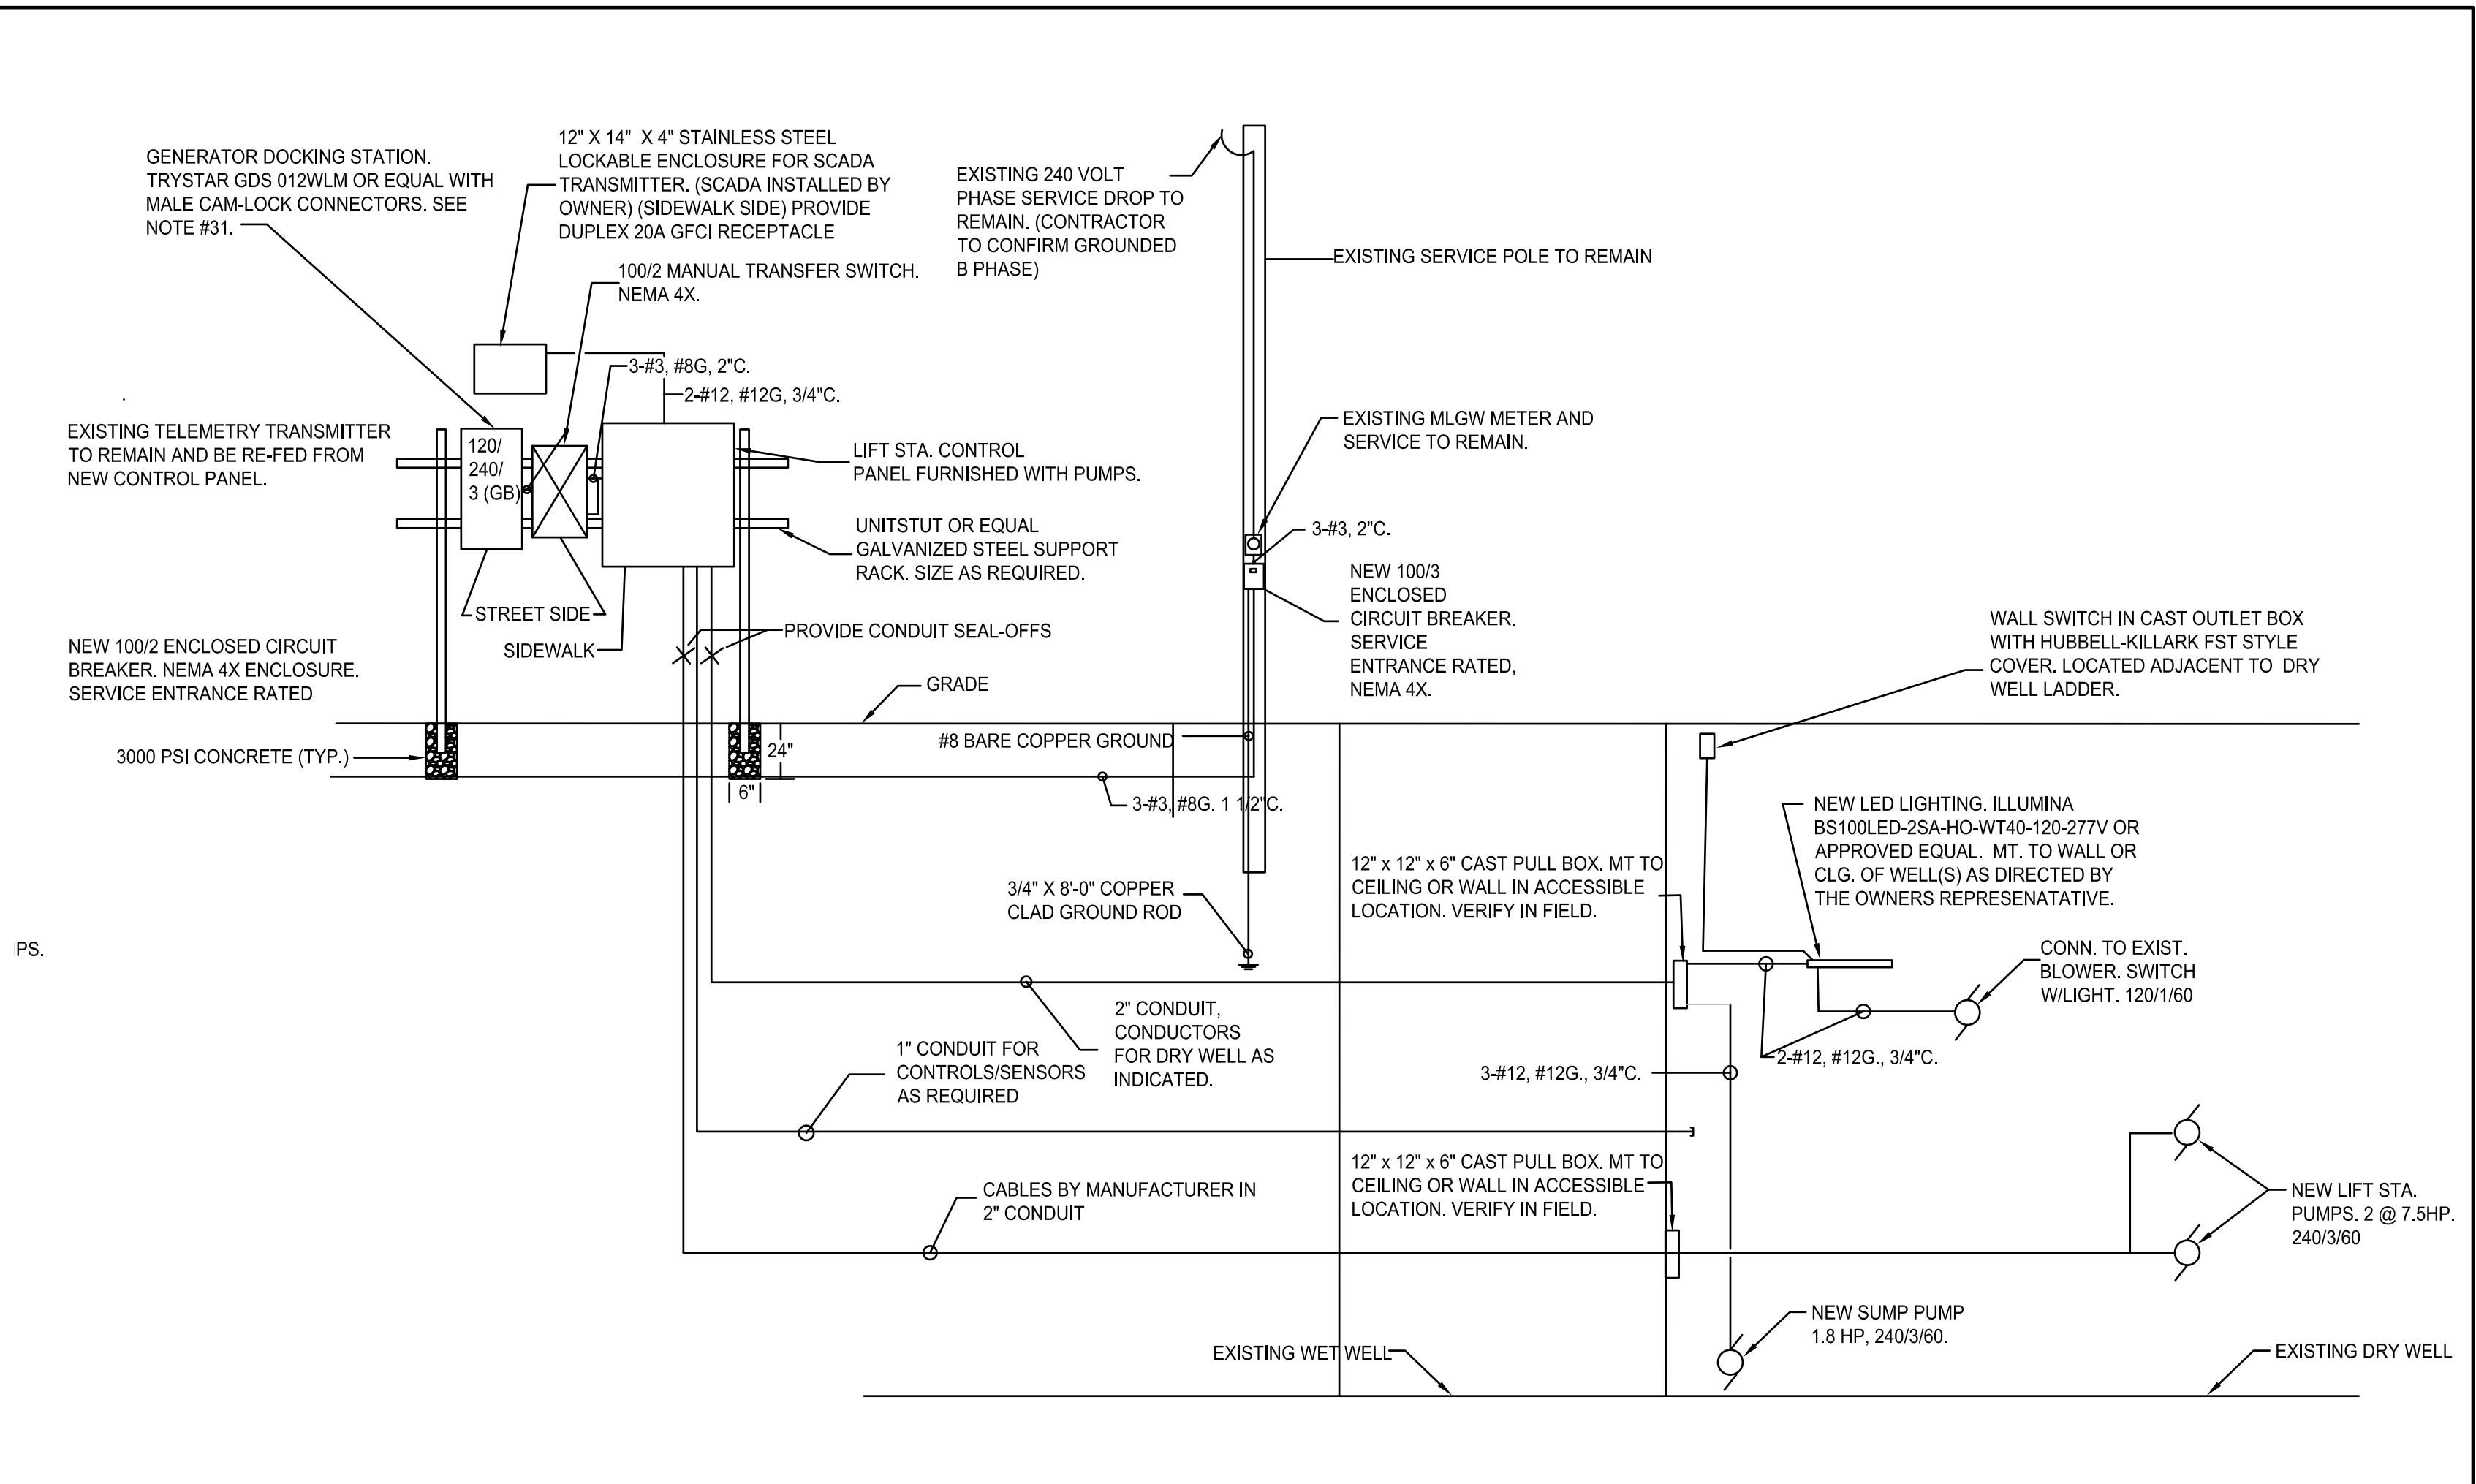 GENERATOR DOCKING STATION.
TRYSTAR GDS 012WLM OR EQUAL WITH
MALE CAM-LOCK CONNECTORS. SEE
NOTE #31.
12" X 14"  X 4" STAINLESS STEEL
LOCKABLE ENCLOSURE FOR SCADA
TRANSMITTER. (SCADA INSTALLED BY
OWNER) (SIDEWALK SIDE) PROVIDE
DUPLEX 20A GFCI RECEPTACLE
100/2 MANUAL TRANSFER SWITCH.
NEMA 4X.
EXISTING 240 VOLT
PHASE SERVICE DROP TO
REMAIN. (CONTRACTOR
TO CONFIRM GROUNDED
B PHASE)
EXISTING SERVICE POLE TO REMAIN
3-#3, #8G, 2"C.
2-#12, #12G, 3/4"C.
.
EXISTING TELEMETRY TRANSMITTER
TO REMAIN AND BE RE-FED FROM
NEW CONTROL PANEL.
120/
240/
3 (GB)
LIFT STA. CONTROL
PANEL FURNISHED WITH PUMPS.
EXISTING MLGW METER AND
SERVICE TO REMAIN.
UNITSTUT OR EQUAL
GALVANIZED STEEL SUPPORT
RACK. SIZE AS REQUIRED.
3-#3, 2"C.
NEW 100/3
ENCLOSED
CIRCUIT BREAKER.
SERVICE
ENTRANCE RATED,
NEMA 4X.
STREET SIDE
SIDEWALK
PROVIDE CONDUIT SEAL-OFFS
NEW 100/2 ENCLOSED CIRCUIT
BREAKER. NEMA 4X ENCLOSURE.
SERVICE ENTRANCE RATED
WALL SWITCH IN CAST OUTLET BOX
WITH HUBBELL-KILLARK FST STYLE
COVER. LOCATED ADJACENT TO  DRY
WELL LADDER.
GRADE
3000 PSI CONCRETE (TYP.)
24"
6"
#8 BARE COPPER GROUND
3-#3, #8G. 1 1/2"C.
NEW LED LIGHTING. ILLUMINA
BS100LED-2SA-HO-WT40-120-277V OR
APPROVED EQUAL.  MT. TO WALL OR
CLG. OF WELL(S) AS DIRECTED BY
THE OWNERS REPRESENATATIVE.
3/4" X 8'-0" COPPER
CLAD GROUND ROD
12" x 12" x 6" CAST PULL BOX. MT TO
CEILING OR WALL IN ACCESSIBLE
LOCATION. VERIFY IN FIELD.
PS.
CONN. TO EXIST.
BLOWER. SWITCH
W/LIGHT. 120/1/60
2" CONDUIT,
CONDUCTORS
FOR DRY WELL AS
INDICATED.
1" CONDUIT FOR
CONTROLS/SENSORS
AS REQUIRED
3-#12, #12G., 3/4"C.
2-#12, #12G., 3/4"C.
12" x 12" x 6" CAST PULL BOX. MT TO
CEILING OR WALL IN ACCESSIBLE
LOCATION. VERIFY IN FIELD.
CABLES BY MANUFACTURER IN
2" CONDUIT
NEW LIFT STA.
PUMPS. 2 @ 7.5HP.
240/3/60
NEW SUMP PUMP
1.8 HP, 240/3/60.
EXISTING WET WELL
EXISTING DRY WELL